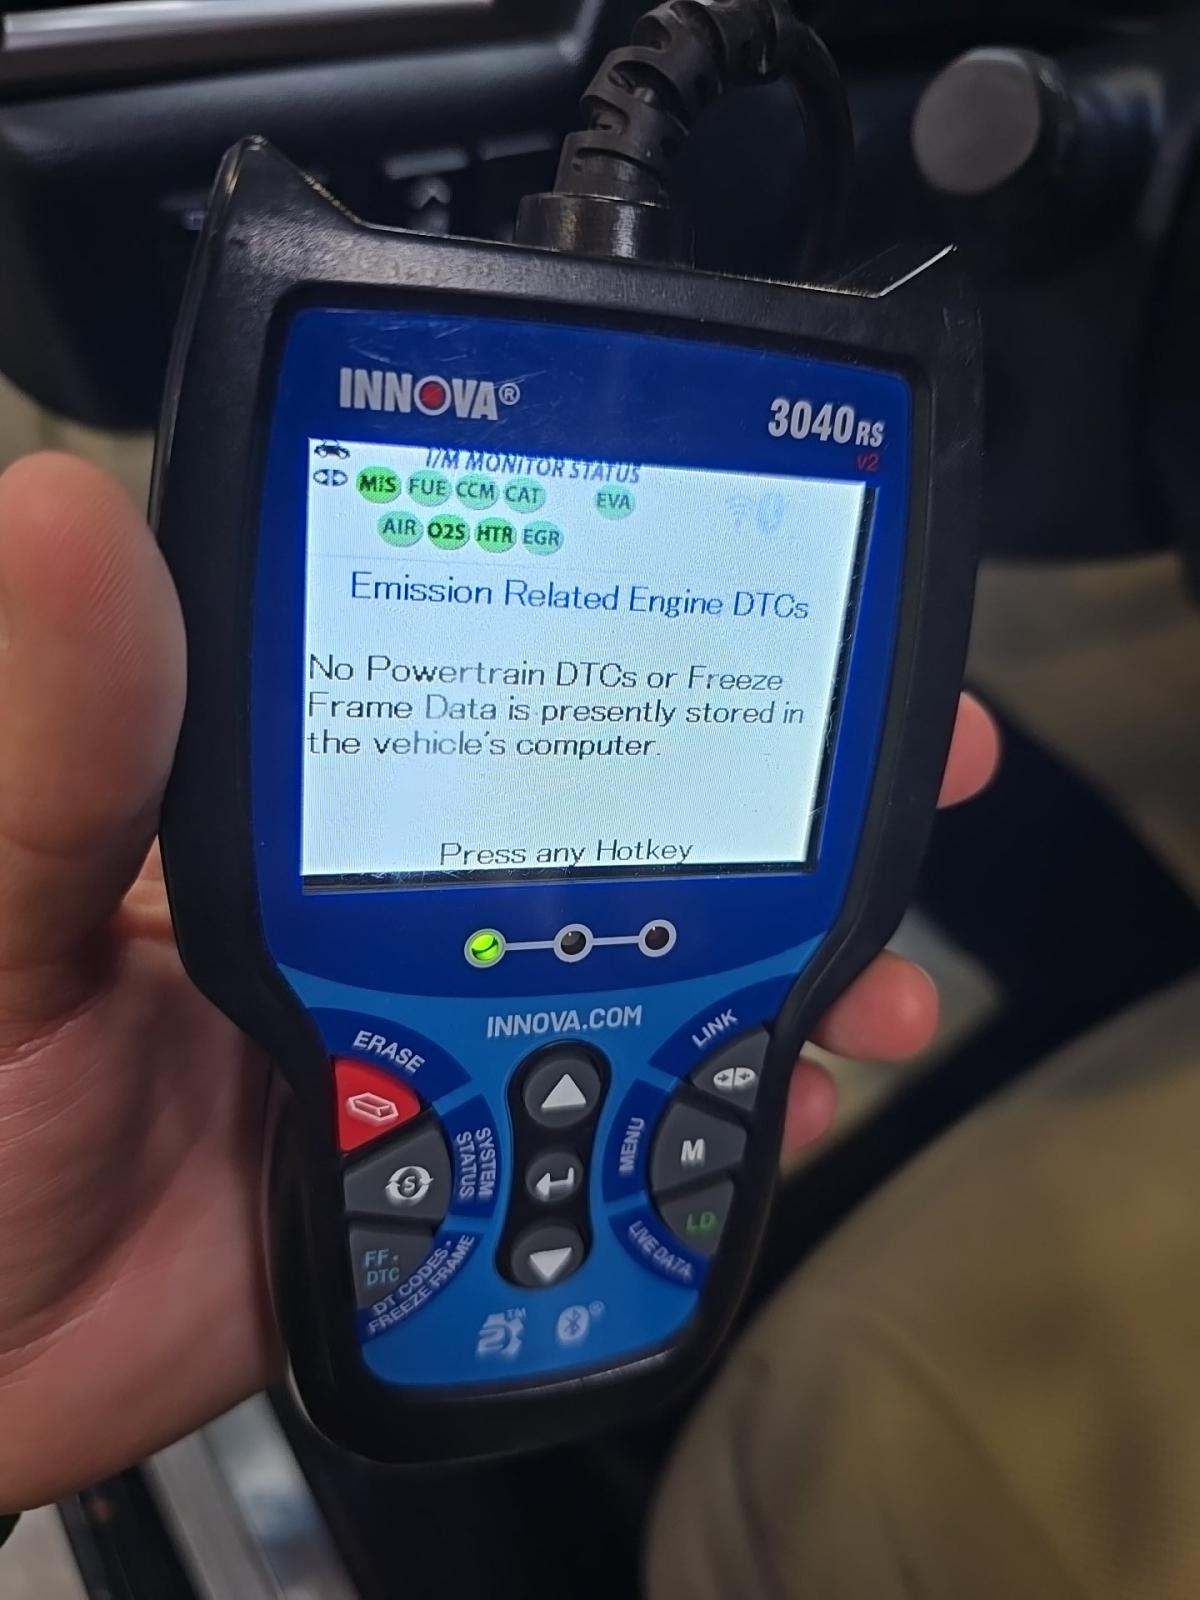 INNOVA®
3040RS
v2
I/M MONITOR STATUS
MIS FUE CCM CAT EVA
AIR O2S HTR EGR
Emission Related Engine DTCs
No Powertrain DTCs or Freeze
Frame Data is presently stored in
the vehicle's computer.
Press any Hotkey
INNOVA.COM
ERASE
LINK
SYSTEM
STATUS
S
MENU
M
FF·
DTC
DT CODES·
FREEZE FRAME
LIVE DATA
LD
TM
®